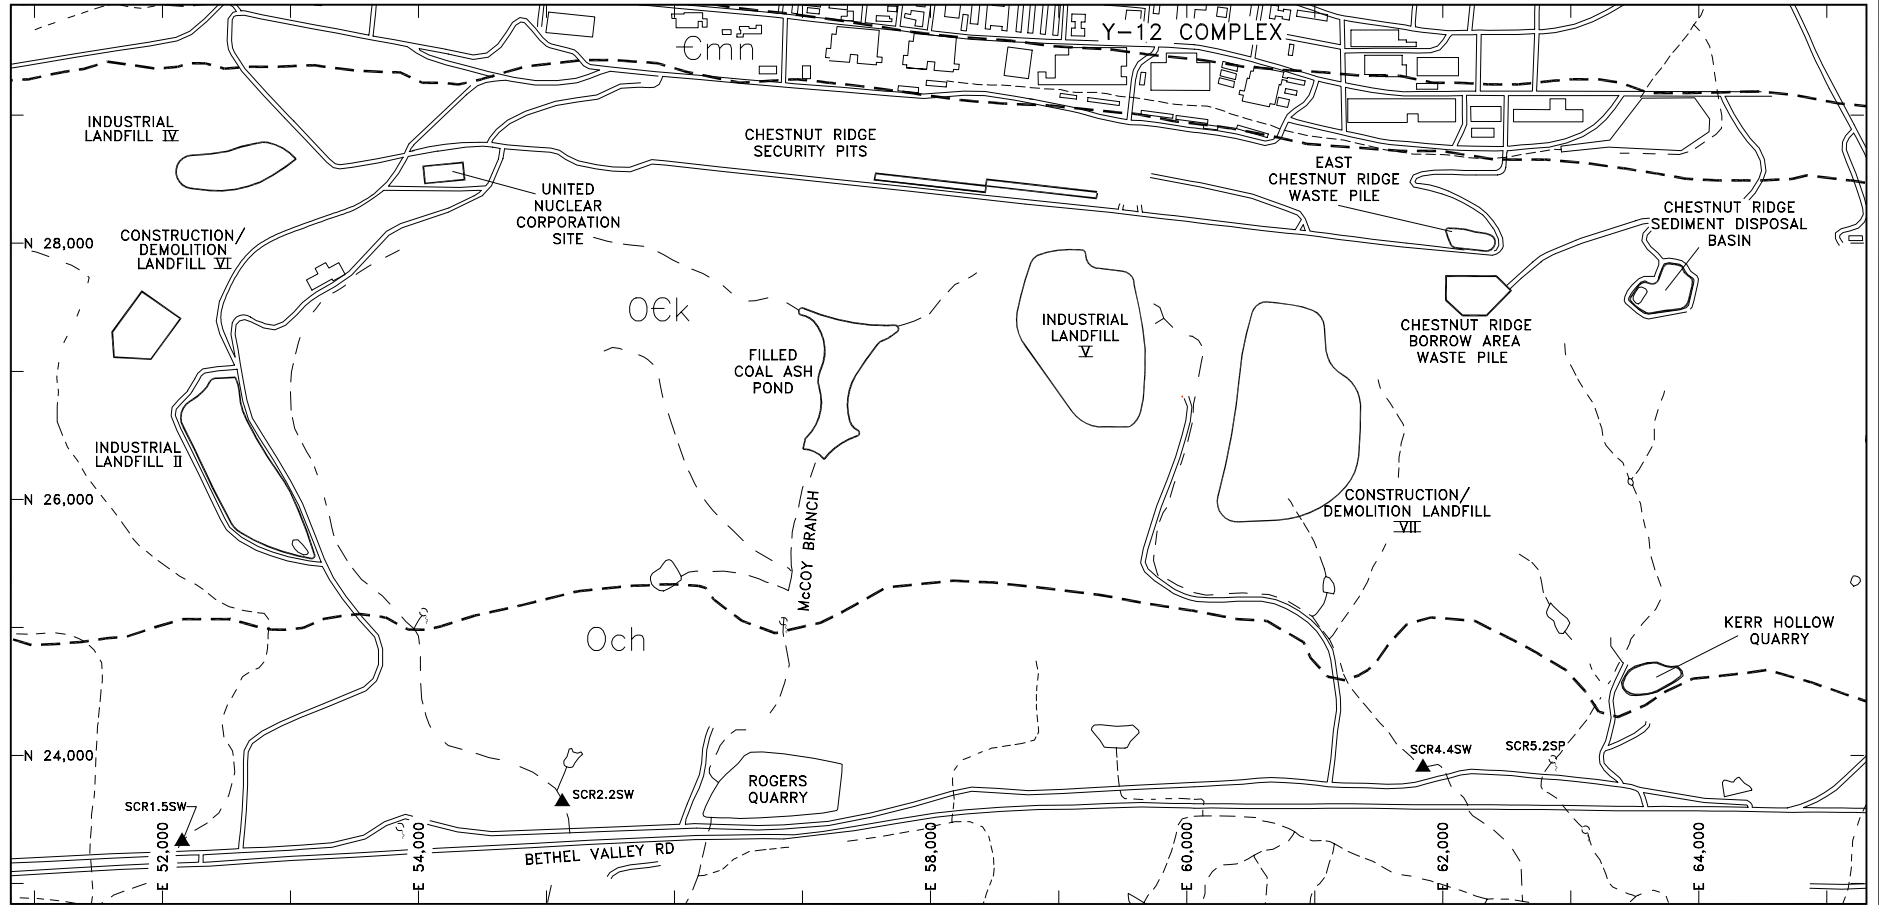 Y-12 COMPLEX
Єmn
INDUSTRIAL
LANDFILL IV
CHESTNUT RIDGE
SECURITY PITS
EAST
CHESTNUT RIDGE
WASTE PILE
UNITED
NUCLEAR
CORPORATION
SITE
CHESTNUT RIDGE
SEDIMENT DISPOSAL
BASIN
N 28,000
CONSTRUCTION/
DEMOLITION
LANDFILL VI
OЄk
INDUSTRIAL
LANDFILL
V
CHESTNUT RIDGE
BORROW AREA
WASTE PILE
FILLED
COAL ASH
POND
INDUSTRIAL
LANDFILL II
N 26,000
McCOY BRANCH
CONSTRUCTION/
DEMOLITION LANDFILL
VII
Och
KERR HOLLOW
QUARRY
N 24,000
SCR4.4SW
SCR5.2SP
ROGERS
QUARRY
SCR1.5SW
SCR2.2SW
BETHEL VALLEY RD
E 52,000
E 54,000
E 58,000
E 60,000
E 62,000
E 64,000